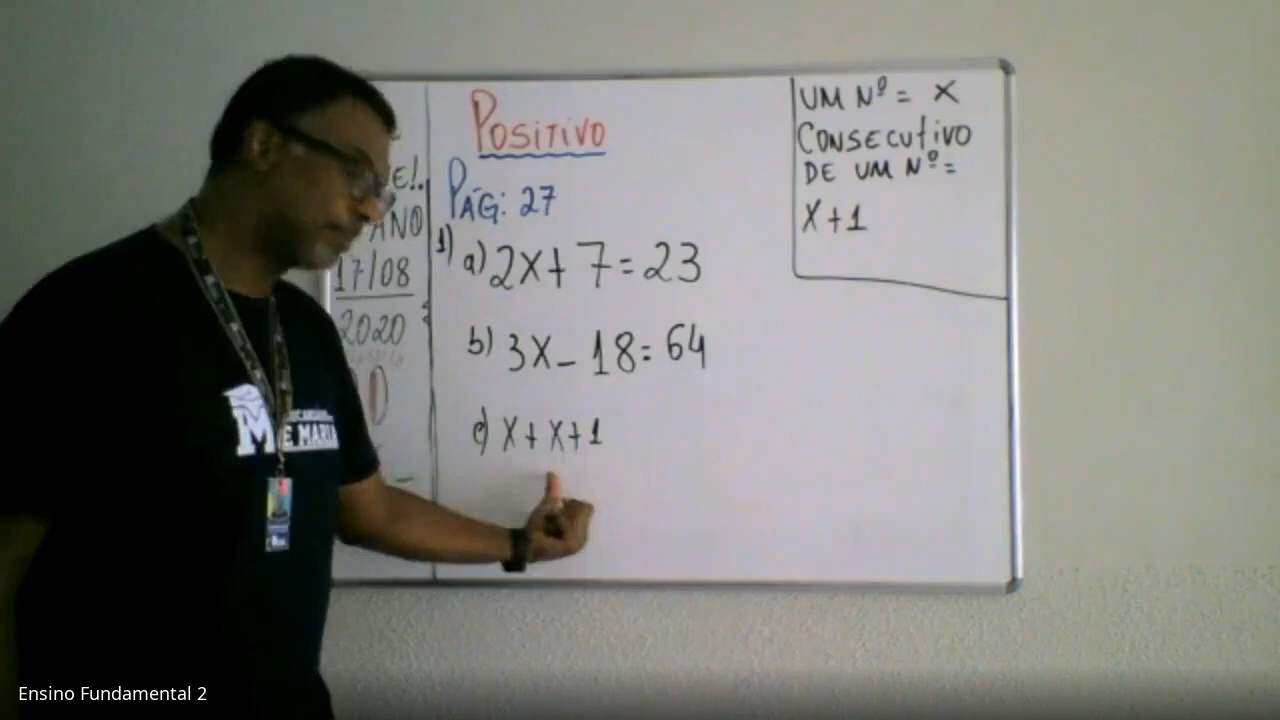 E!.
ANO
17/08
2020
POSITIVO
PÁG: 27
1) a) 2X+7=23
b) 3X-18=64
c) X+X+1
UM Nº = X
CONSECUTIVO
DE UM Nº=
X+1
M
E MARIA
Ensino Fundamental 2